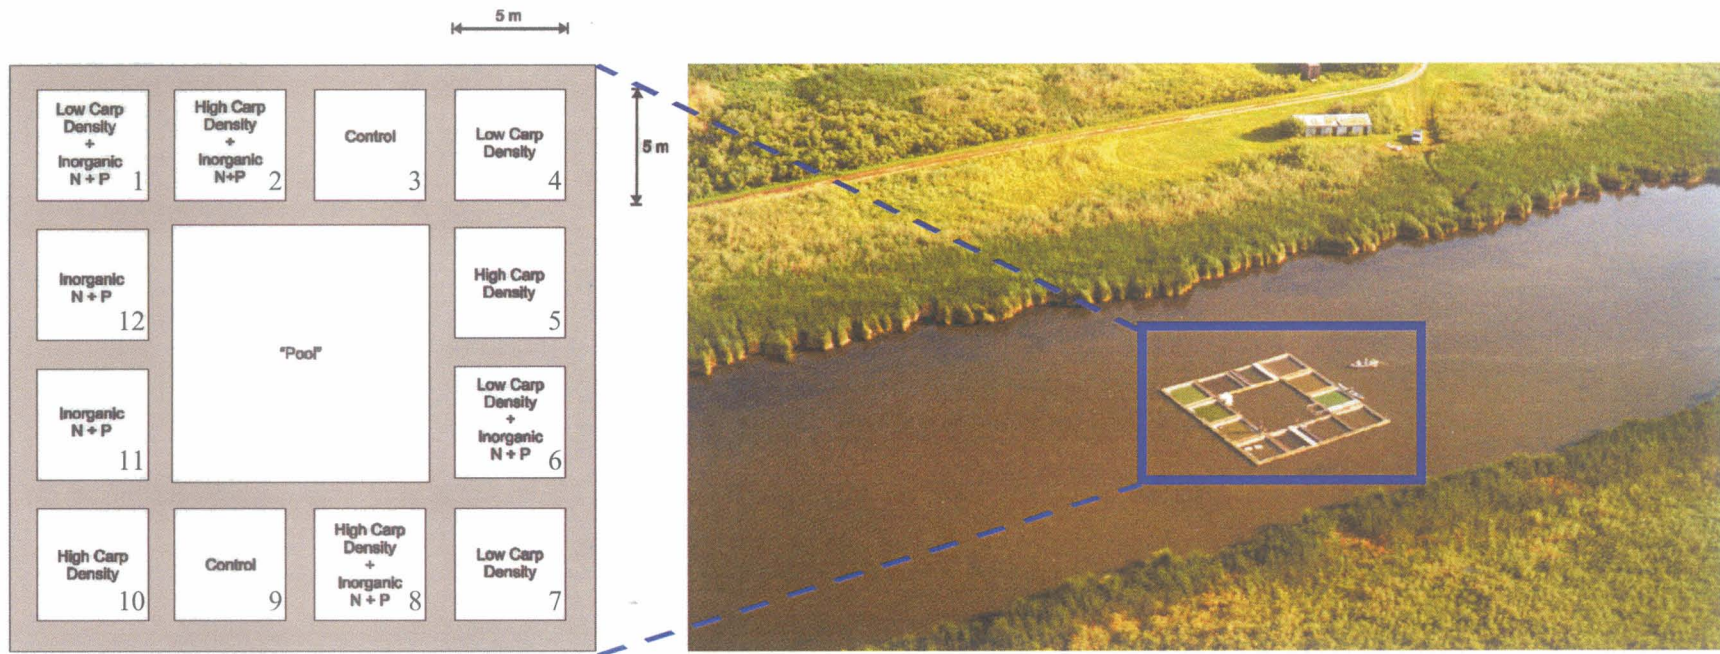 5 m
5 m
Low Carp
Density
+
Inorganic
N + P
1
High Carp
Density
+
Inorganic
N+P
2
Control
3
Low Carp
Density
4
Inorganic
N + P
12
"Pool"
High Carp
Density
5
Inorganic
N + P
11
Low Carp
Density
+
Inorganic
N + P
6
High Carp
Density
10
Control
9
High Carp
Density
+
Inorganic
N + P
8
Low Carp
Density
7